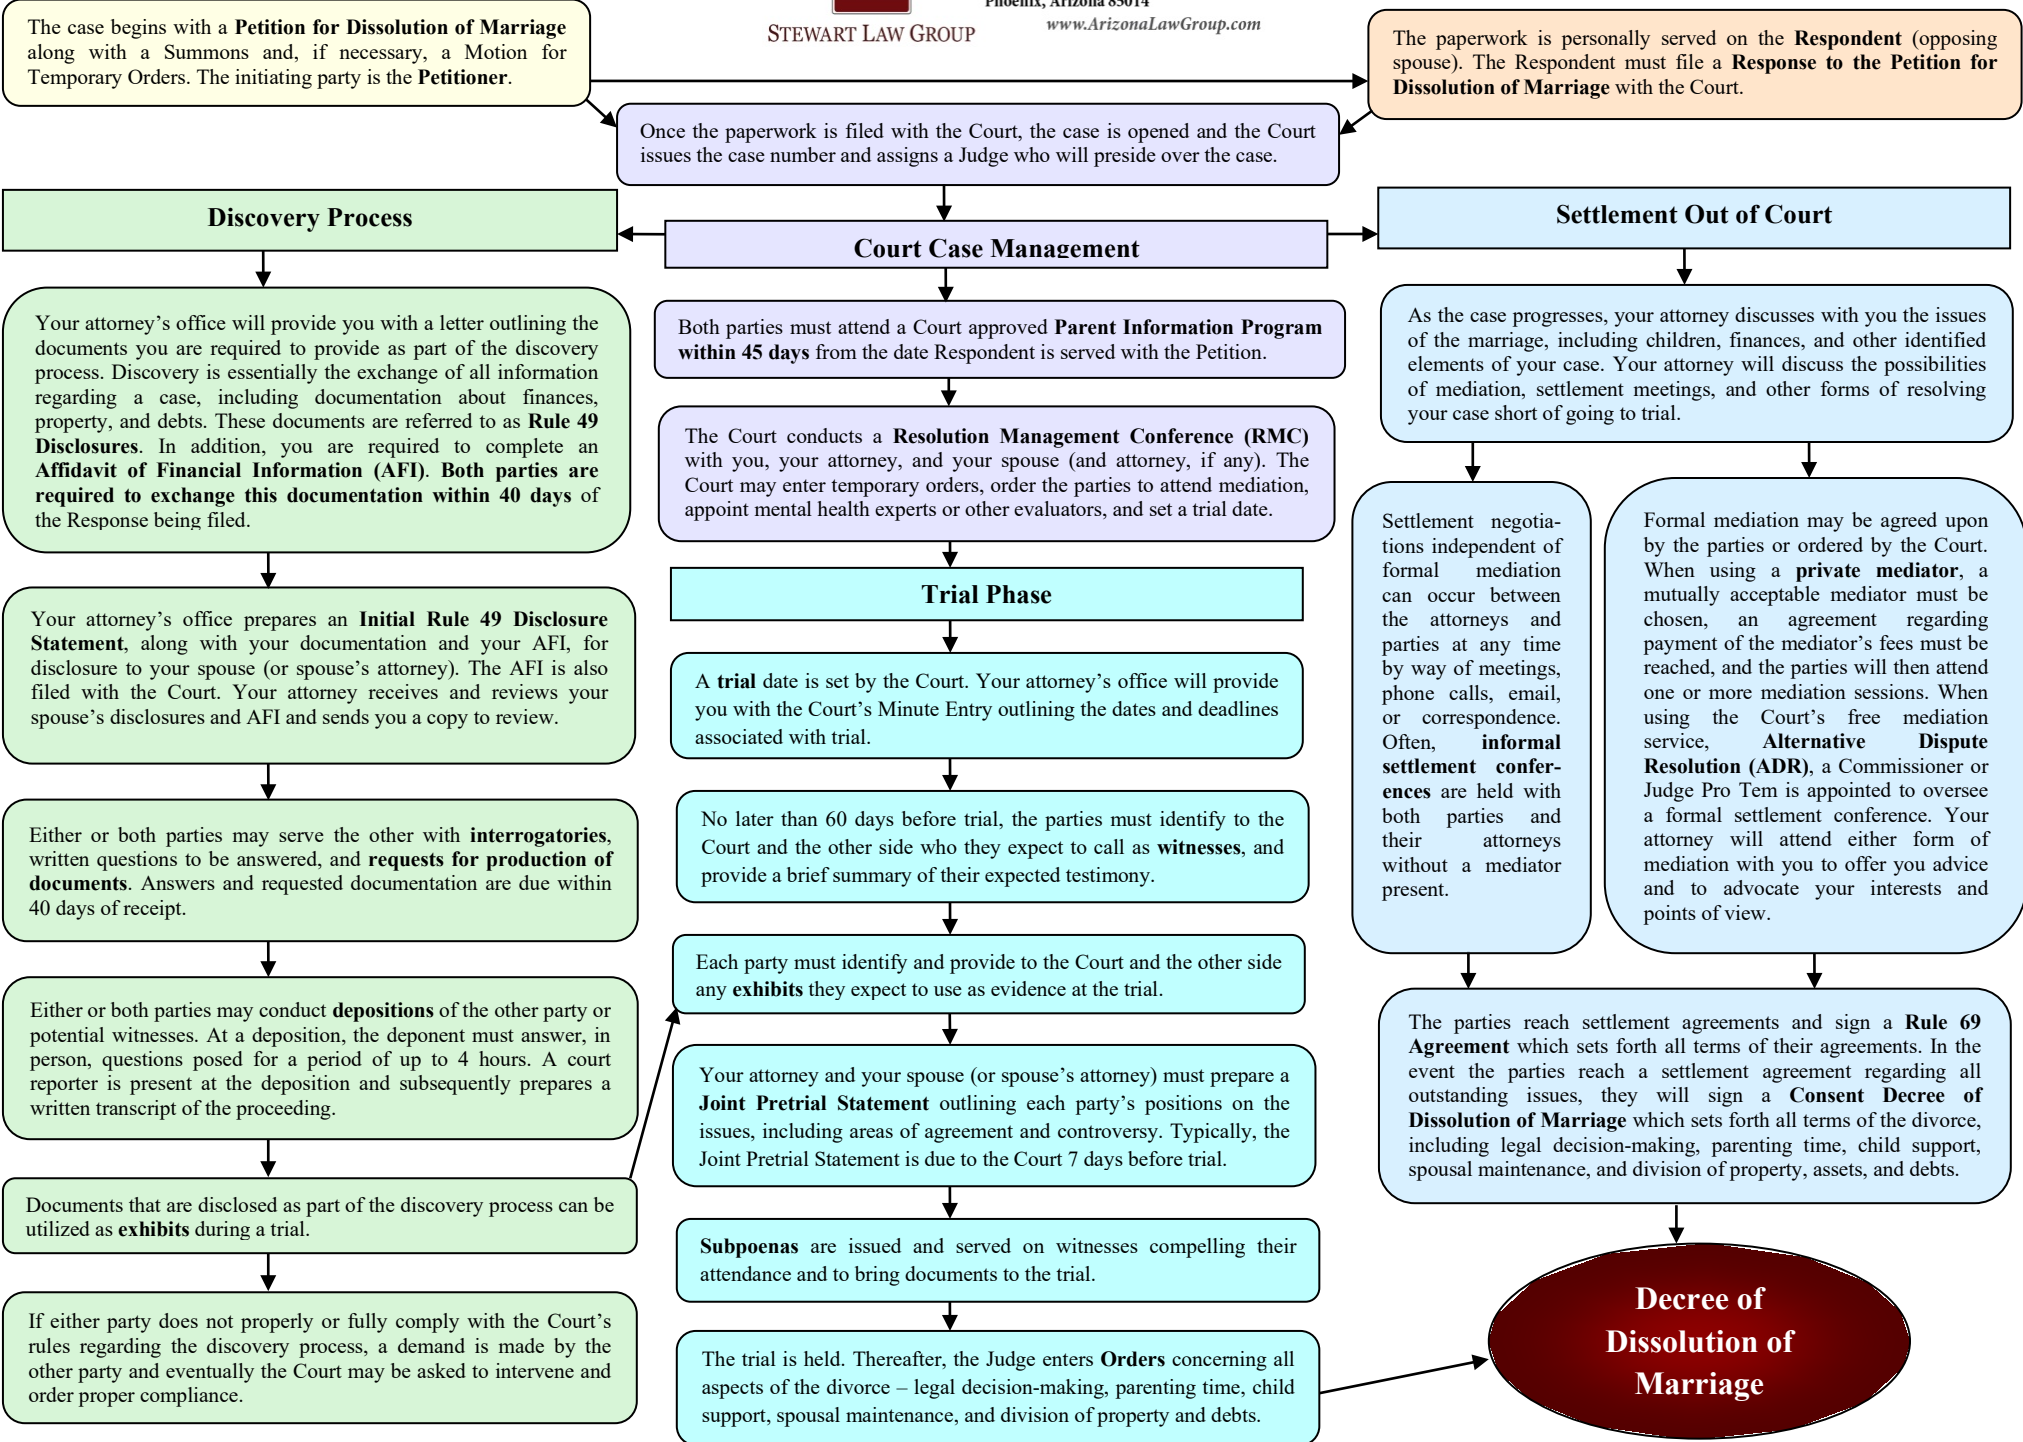 Phoenix, Arizona 85014
www.ArizonaLawGroup.com
STEWART LAW GROUP
The case begins with a Petition for Dissolution of Marriage
along with a Summons and, if necessary, a Motion for
Temporary Orders. The initiating party is the Petitioner.
The paperwork is personally served on the Respondent (opposing
spouse). The Respondent must file a Response to the Petition for
Dissolution of Marriage with the Court.
Once the paperwork is filed with the Court, the case is opened and the Court
issues the case number and assigns a Judge who will preside over the case.
Discovery Process
Your attorney’s office will provide you with a letter outlining the
documents you are required to provide as part of the discovery
process. Discovery is essentially the exchange of all information
regarding a case, including documentation about finances,
property, and debts. These documents are referred to as Rule 49
Disclosures. In addition, you are required to complete an
Affidavit of Financial Information (AFI). Both parties are
required to exchange this documentation within 40 days of
the Response being filed.
Your attorney’s office prepares an Initial Rule 49 Disclosure
Statement, along with your documentation and your AFI, for
disclosure to your spouse (or spouse’s attorney). The AFI is also
filed with the Court. Your attorney receives and reviews your
spouse’s disclosures and AFI and sends you a copy to review.
Either or both parties may serve the other with interrogatories,
written questions to be answered, and requests for production of
documents. Answers and requested documentation are due within
40 days of receipt.
Either or both parties may conduct depositions of the other party or
potential witnesses. At a deposition, the deponent must answer, in
person, questions posed for a period of up to 4 hours. A court
reporter is present at the deposition and subsequently prepares a
written transcript of the proceeding.
Documents that are disclosed as part of the discovery process can be
utilized as exhibits during a trial.
If either party does not properly or fully comply with the Court’s
rules regarding the discovery process, a demand is made by the
other party and eventually the Court may be asked to intervene and
order proper compliance.
Court Case Management
Both parties must attend a Court approved Parent Information Program
within 45 days from the date Respondent is served with the Petition.
The Court conducts a Resolution Management Conference (RMC)
with you, your attorney, and your spouse (and attorney, if any). The
Court may enter temporary orders, order the parties to attend mediation,
appoint mental health experts or other evaluators, and set a trial date.
Trial Phase
A trial date is set by the Court. Your attorney’s office will provide
you with the Court’s Minute Entry outlining the dates and deadlines
associated with trial.
No later than 60 days before trial, the parties must identify to the
Court and the other side who they expect to call as witnesses, and
provide a brief summary of their expected testimony.
Each party must identify and provide to the Court and the other side
any exhibits they expect to use as evidence at the trial.
Your attorney and your spouse (or spouse’s attorney) must prepare a
Joint Pretrial Statement outlining each party’s positions on the
issues, including areas of agreement and controversy. Typically, the
Joint Pretrial Statement is due to the Court 7 days before trial.
Subpoenas are issued and served on witnesses compelling their
attendance and to bring documents to the trial.
The trial is held. Thereafter, the Judge enters Orders concerning all
aspects of the divorce – legal decision-making, parenting time, child
support, spousal maintenance, and division of property and debts.
Settlement Out of Court
As the case progresses, your attorney discusses with you the issues
of the marriage, including children, finances, and other identified
elements of your case. Your attorney will discuss the possibilities
of mediation, settlement meetings, and other forms of resolving
your case short of going to trial.
Settlement negotia-
tions independent of
formal mediation
can occur between
the attorneys and
parties at any time
by way of meetings,
phone calls, email,
or correspondence.
Often, informal
settlement confer-
ences are held with
both parties and
their attorneys
without a mediator
present.
Formal mediation may be agreed upon
by the parties or ordered by the Court.
When using a private mediator, a
mutually acceptable mediator must be
chosen, an agreement regarding
payment of the mediator’s fees must be
reached, and the parties will then attend
one or more mediation sessions. When
using the Court’s free mediation
service, Alternative Dispute
Resolution (ADR), a Commissioner or
Judge Pro Tem is appointed to oversee
a formal settlement conference. Your
attorney will attend either form of
mediation with you to offer you advice
and to advocate your interests and
points of view.
The parties reach settlement agreements and sign a Rule 69
Agreement which sets forth all terms of their agreements. In the
event the parties reach a settlement agreement regarding all
outstanding issues, they will sign a Consent Decree of
Dissolution of Marriage which sets forth all terms of the divorce,
including legal decision-making, parenting time, child support,
spousal maintenance, and division of property, assets, and debts.
Decree of
Dissolution of
Marriage